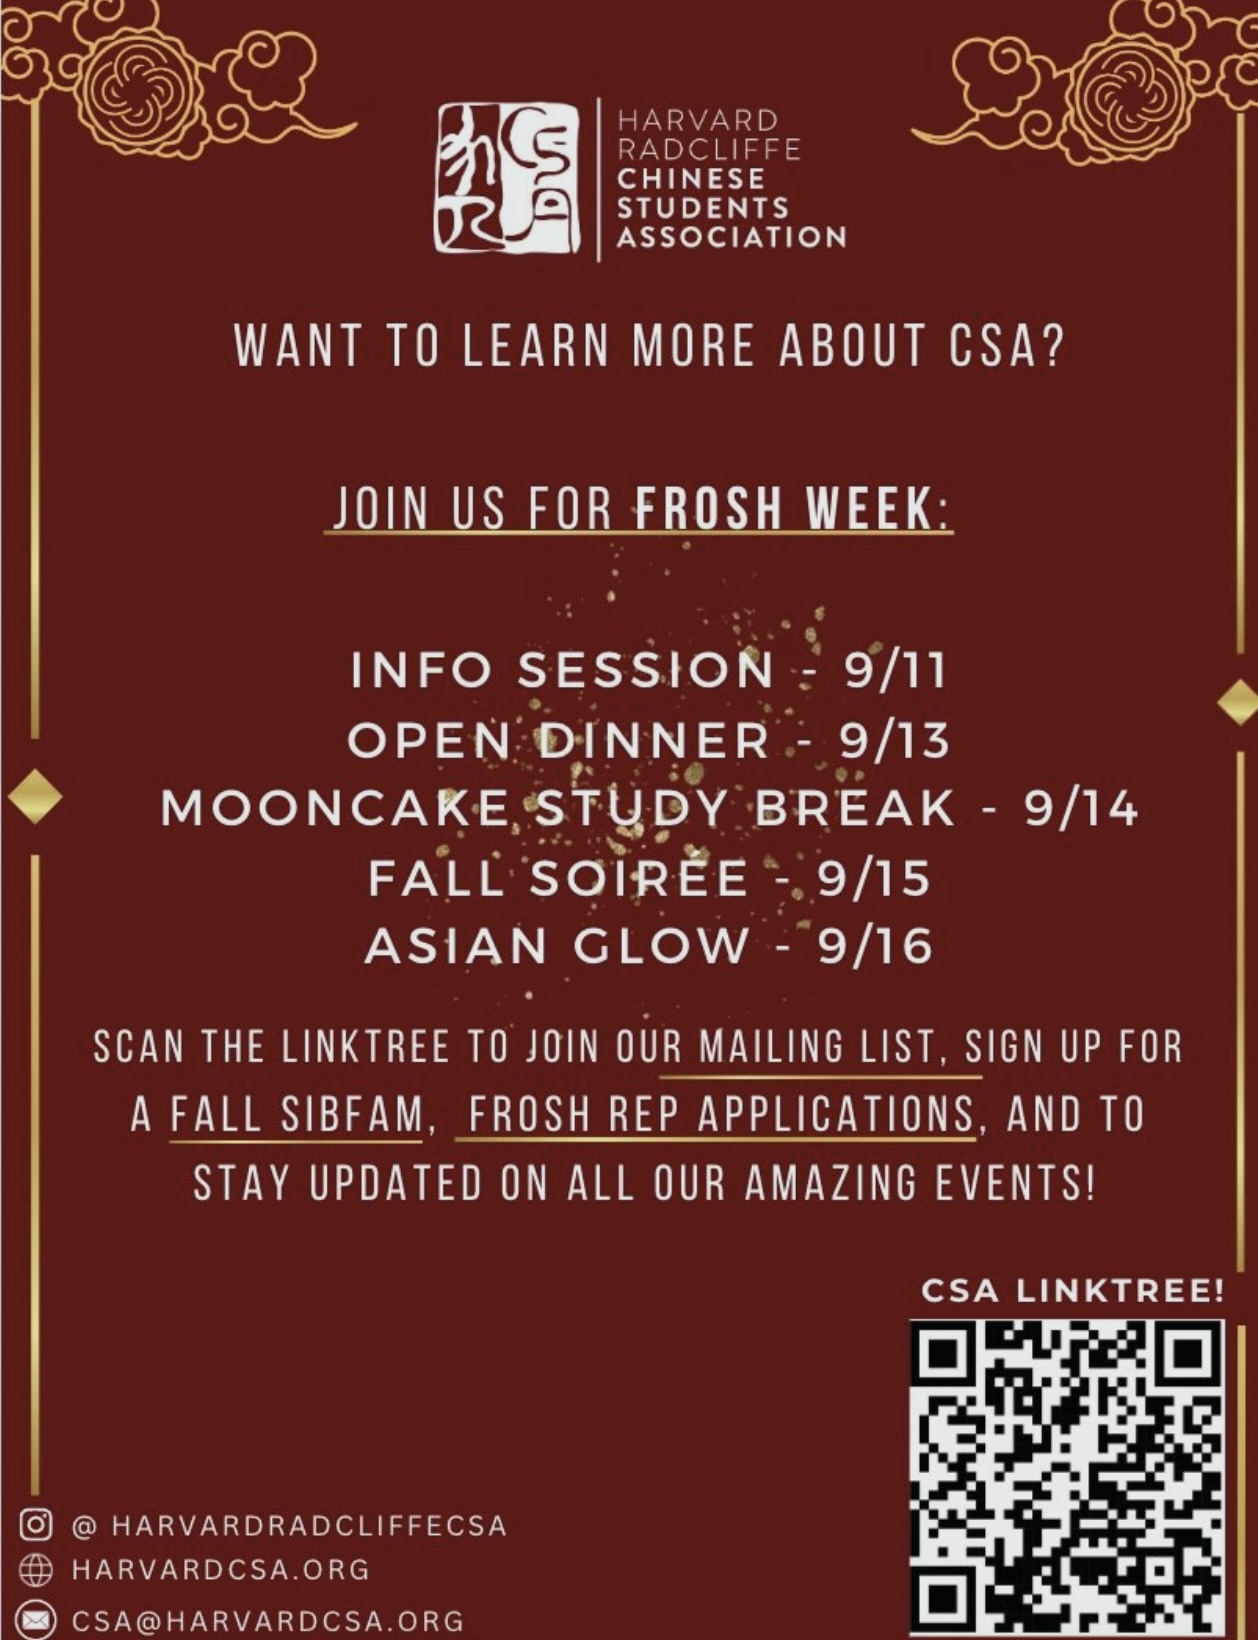 HARVARD
RADCLIFFE
CHINESE
STUDENTS
ASSOCIATION
WANT TO LEARN MORE ABOUT CSA?
JOIN US FOR FROSH WEEK:
INFO SESSION - 9/11
OPEN DINNER - 9/13
MOONCAKE STUDY BREAK - 9/14
FALL SOIREE - 9/15
ASIAN GLOW - 9/16
SCAN THE LINKTREE TO JOIN OUR MAILING LIST, SIGN UP FOR
A FALL SIBFAM, FROSH REP APPLICATIONS, AND TO
STAY UPDATED ON ALL OUR AMAZING EVENTS!
CSA LINKTREE!
@ HARVARDRADCLIFFECSA
HARVARDCSA.ORG
CSA@HARVARDCSA.ORG